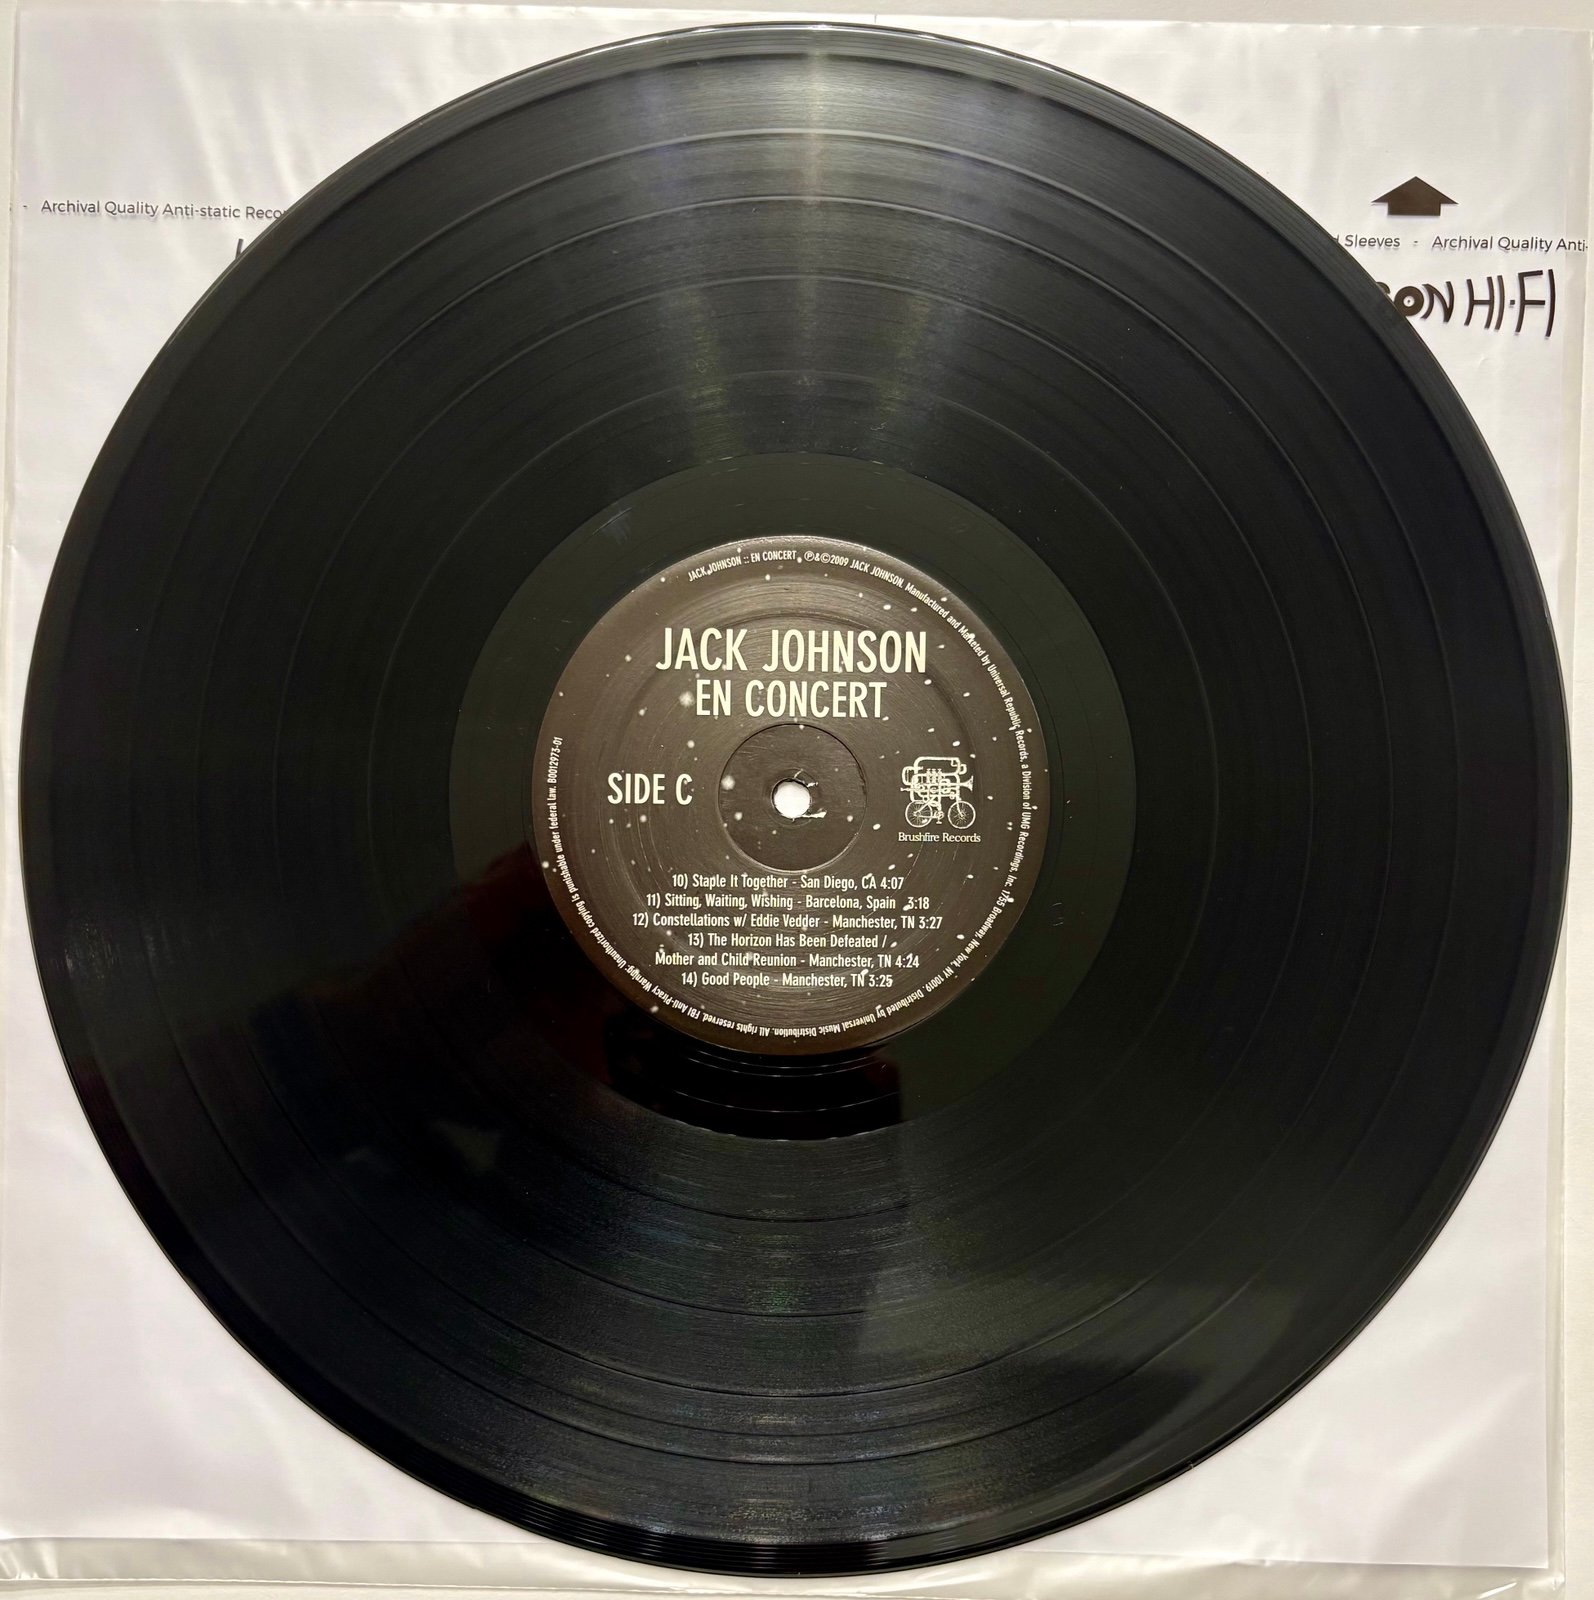 - Archival Quality Anti-static Reco
Sleeves - Archival Quality Anti-
ON HI-FI
JACK JOHNSON :: EN CONCERT ℗&©2009 JACK JOHNSON. Manufactured and Marketed by Universal Republic Records, a Division of UMG Recordings, Inc. 1755 Broadway, New York, NY 10019. Distributed by Universal Music Distribution. All rights reserved. FBI Anti-Piracy Warning: Unauthorized copying is punishable under federal law. B0012973-01
JACK JOHNSON
EN CONCERT
SIDE C
Brushfire Records
10) Staple It Together - San Diego, CA 4:07
11) Sitting, Waiting, Wishing - Barcelona, Spain 3:18
12) Constellations w/ Eddie Vedder - Manchester, TN 3:27
13) The Horizon Has Been Defeated /
Mother and Child Reunion - Manchester, TN 4:24
14) Good People - Manchester, TN 3:25